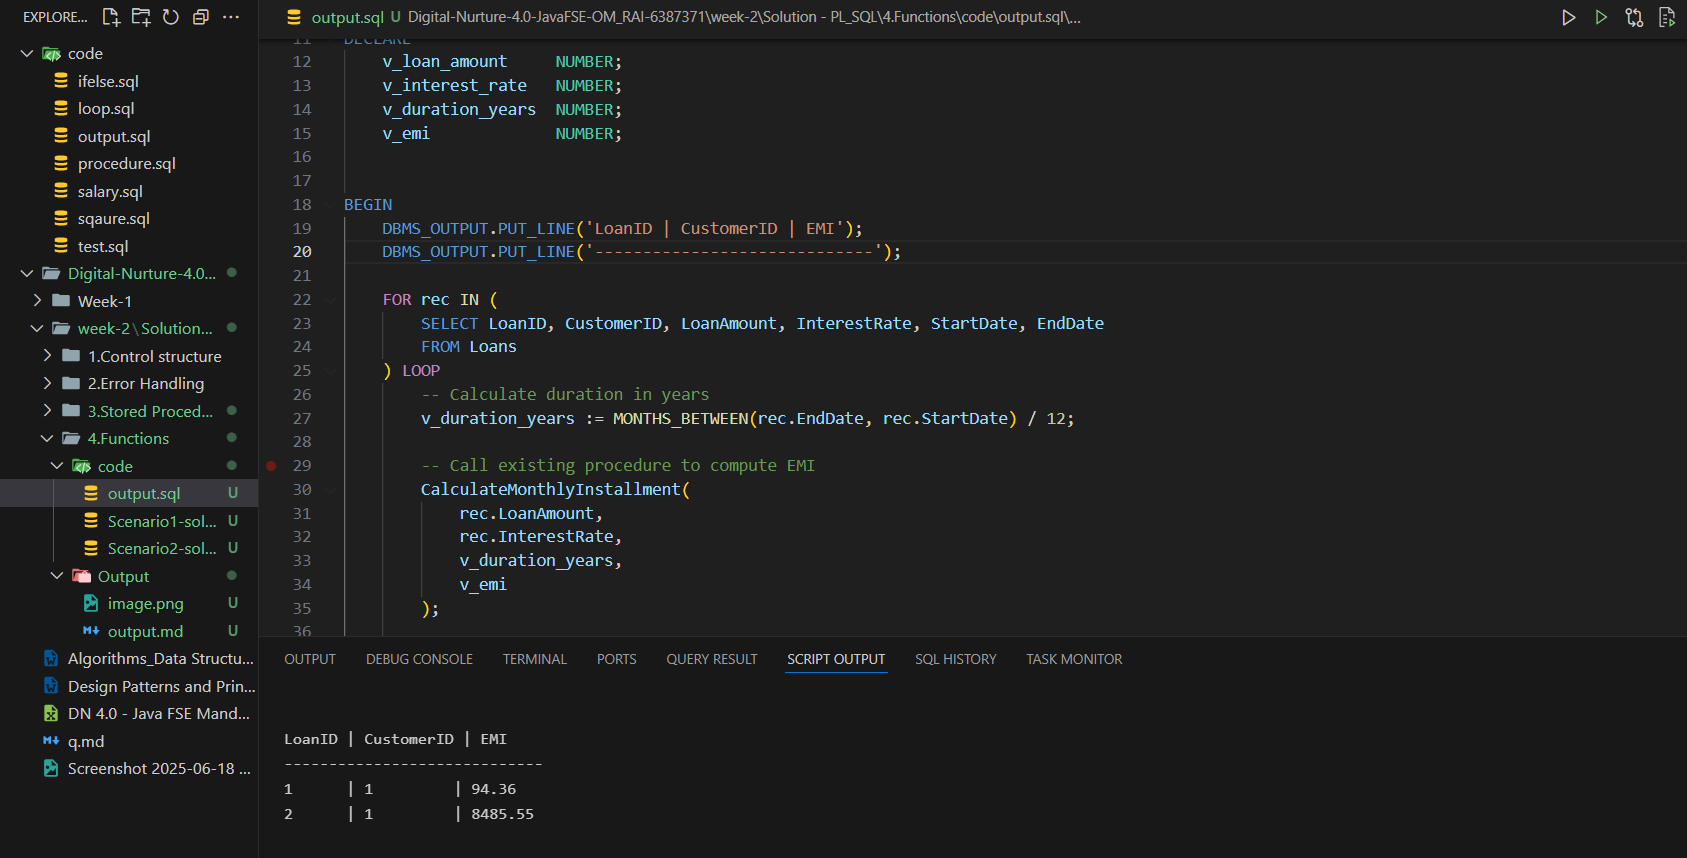 EXPLORE...
code
ifelse.sql
loop.sql
output.sql
procedure.sql
salary.sql
sqaure.sql
test.sql
Digital-Nurture-4.0...
Week-1
week-2\Solution...
1.Control structure
2.Error Handling
3.Stored Proced...
4.Functions
code
output.sql U
Scenario1-sol... U
Scenario2-sol... U
Output
image.png U
output.md U
Algorithms_Data Structu...
Design Patterns and Prin...
DN 4.0 - Java FSE Mand...
q.md
Screenshot 2025-06-18 ...
output.sql U Digital-Nurture-4.0-JavaFSE-OM_RAI-6387371\week-2\Solution - PL_SQL\4.Functions\code\output.sql\...
11 DECLARE
12 v_loan_amount NUMBER;
13 v_interest_rate NUMBER;
14 v_duration_years NUMBER;
15 v_emi NUMBER;
16
17
18 BEGIN
19 DBMS_OUTPUT.PUT_LINE('LoanID | CustomerID | EMI');
20 DBMS_OUTPUT.PUT_LINE('-----------------------------');
21
22 FOR rec IN (
23 SELECT LoanID, CustomerID, LoanAmount, InterestRate, StartDate, EndDate
24 FROM Loans
25 ) LOOP
26 -- Calculate duration in years
27 v_duration_years := MONTHS_BETWEEN(rec.EndDate, rec.StartDate) / 12;
28
29 -- Call existing procedure to compute EMI
30 CalculateMonthlyInstallment(
31 rec.LoanAmount,
32 rec.InterestRate,
33 v_duration_years,
34 v_emi
35 );
36
OUTPUT DEBUG CONSOLE TERMINAL PORTS QUERY RESULT SCRIPT OUTPUT SQL HISTORY TASK MONITOR
LoanID | CustomerID | EMI
-----------------------------
1 | 1 | 94.36
2 | 1 | 8485.55